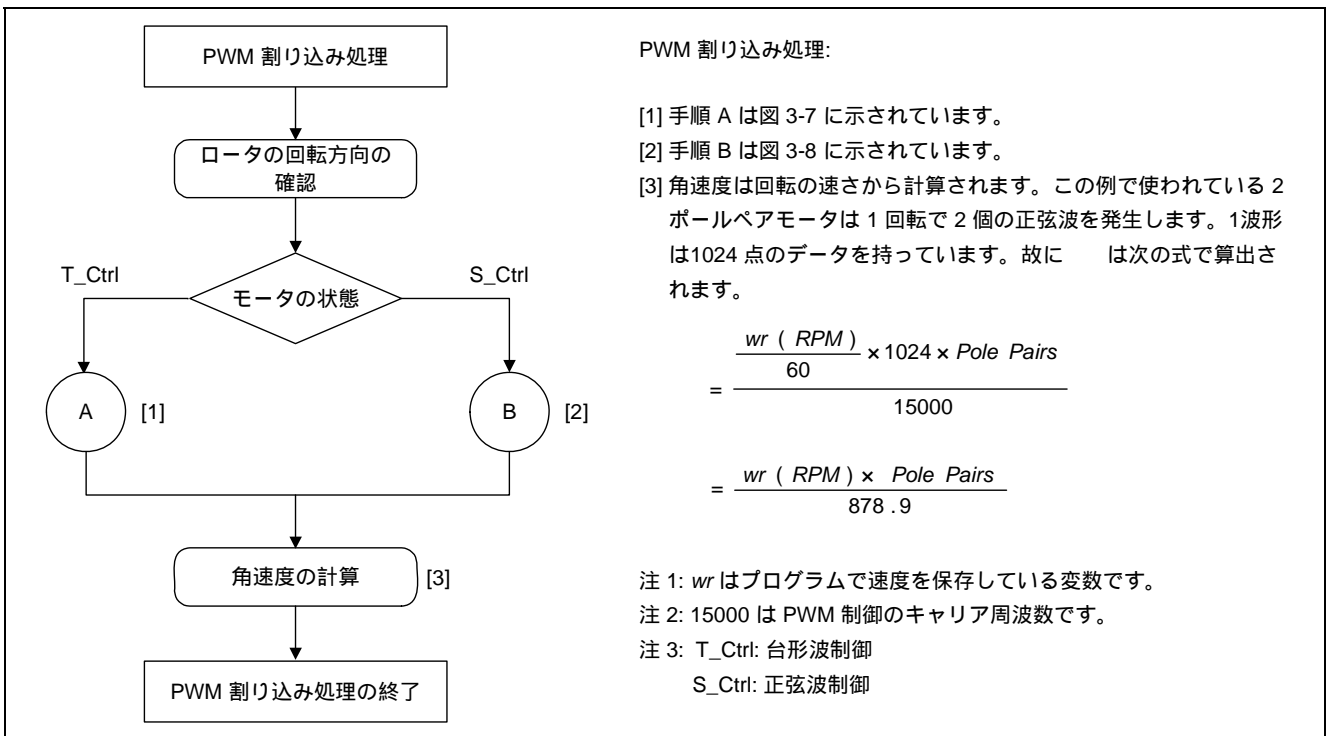 PWM 割り込み処理
ロータの回転方向の
確認
T_Ctrl
S_Ctrl
モータの状態
A
[1]
B
[2]
角速度の計算
[3]
PWM 割り込み処理の終了
PWM 割り込み処理:
[1] 手順 A は図 3-7 に示されています。
[2] 手順 B は図 3-8 に示されています。
[3] 角速度は回転の速さから計算されます。この例で使われている 2
ポールペアモータは 1 回転で 2 個の正弦波を発生します。1波形
は1024 点のデータを持っています。故に は次の式で算出さ
れます。
wr ( RPM )
60
× 1024 × Pole Pairs
=
15000
= wr ( RPM ) × Pole Pairs
878 . 9
注 1: wr はプログラムで速度を保存している変数です。
注 2: 15000 は PWM 制御のキャリア周波数です。
注 3: T_Ctrl: 台形波制御
S_Ctrl: 正弦波制御